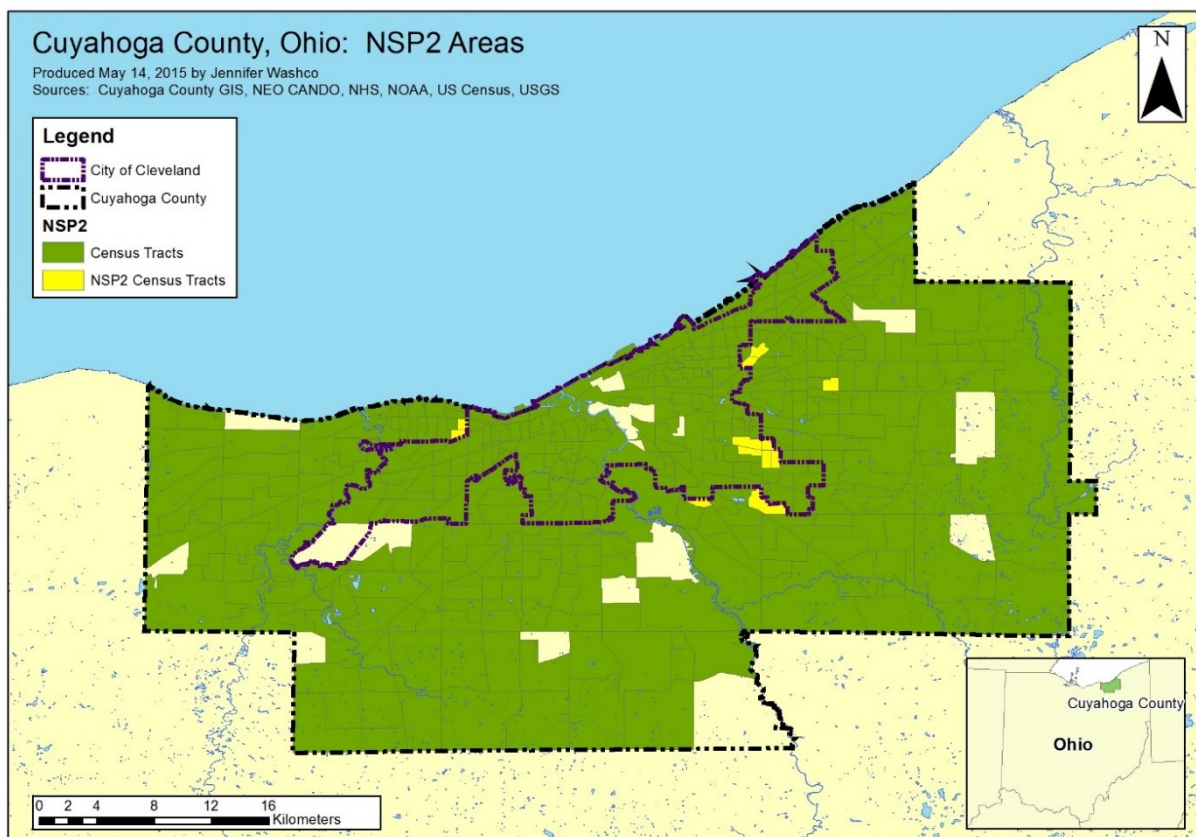 Cuyahoga County, Ohio: NSP2 Areas
Produced May 14, 2015 by Jennifer Washco
Sources: Cuyahoga County GIS, NEO CANDO, NHS, NOAA, US Census, USGS
N
Legend
City of Cleveland
Cuyahoga County
NSP2
Census Tracts
NSP2 Census Tracts
Cuyahoga County
Ohio
0 2 4 8 12 16
Kilometers